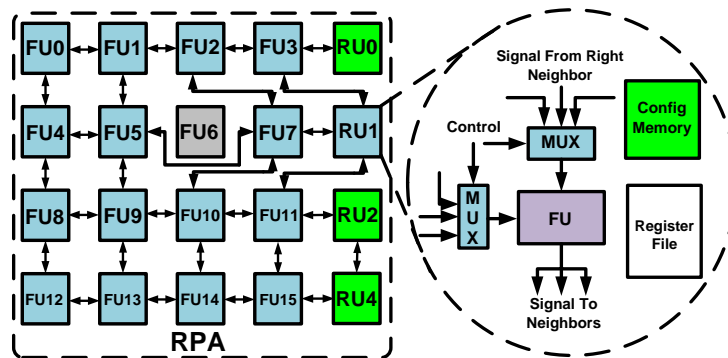 FU0 FU1 FU2 FU3 RU0
FU4 FU5 FU6 FU7 RU1
FU8 FU9 FU10 FU11 RU2
FU12 FU13 FU14 FU15 RU4
RPA
Signal From Right
Neighbor
Config
Memory
Control
MUX
M
U
X
FU
Register
File
Signal To
Neighbors